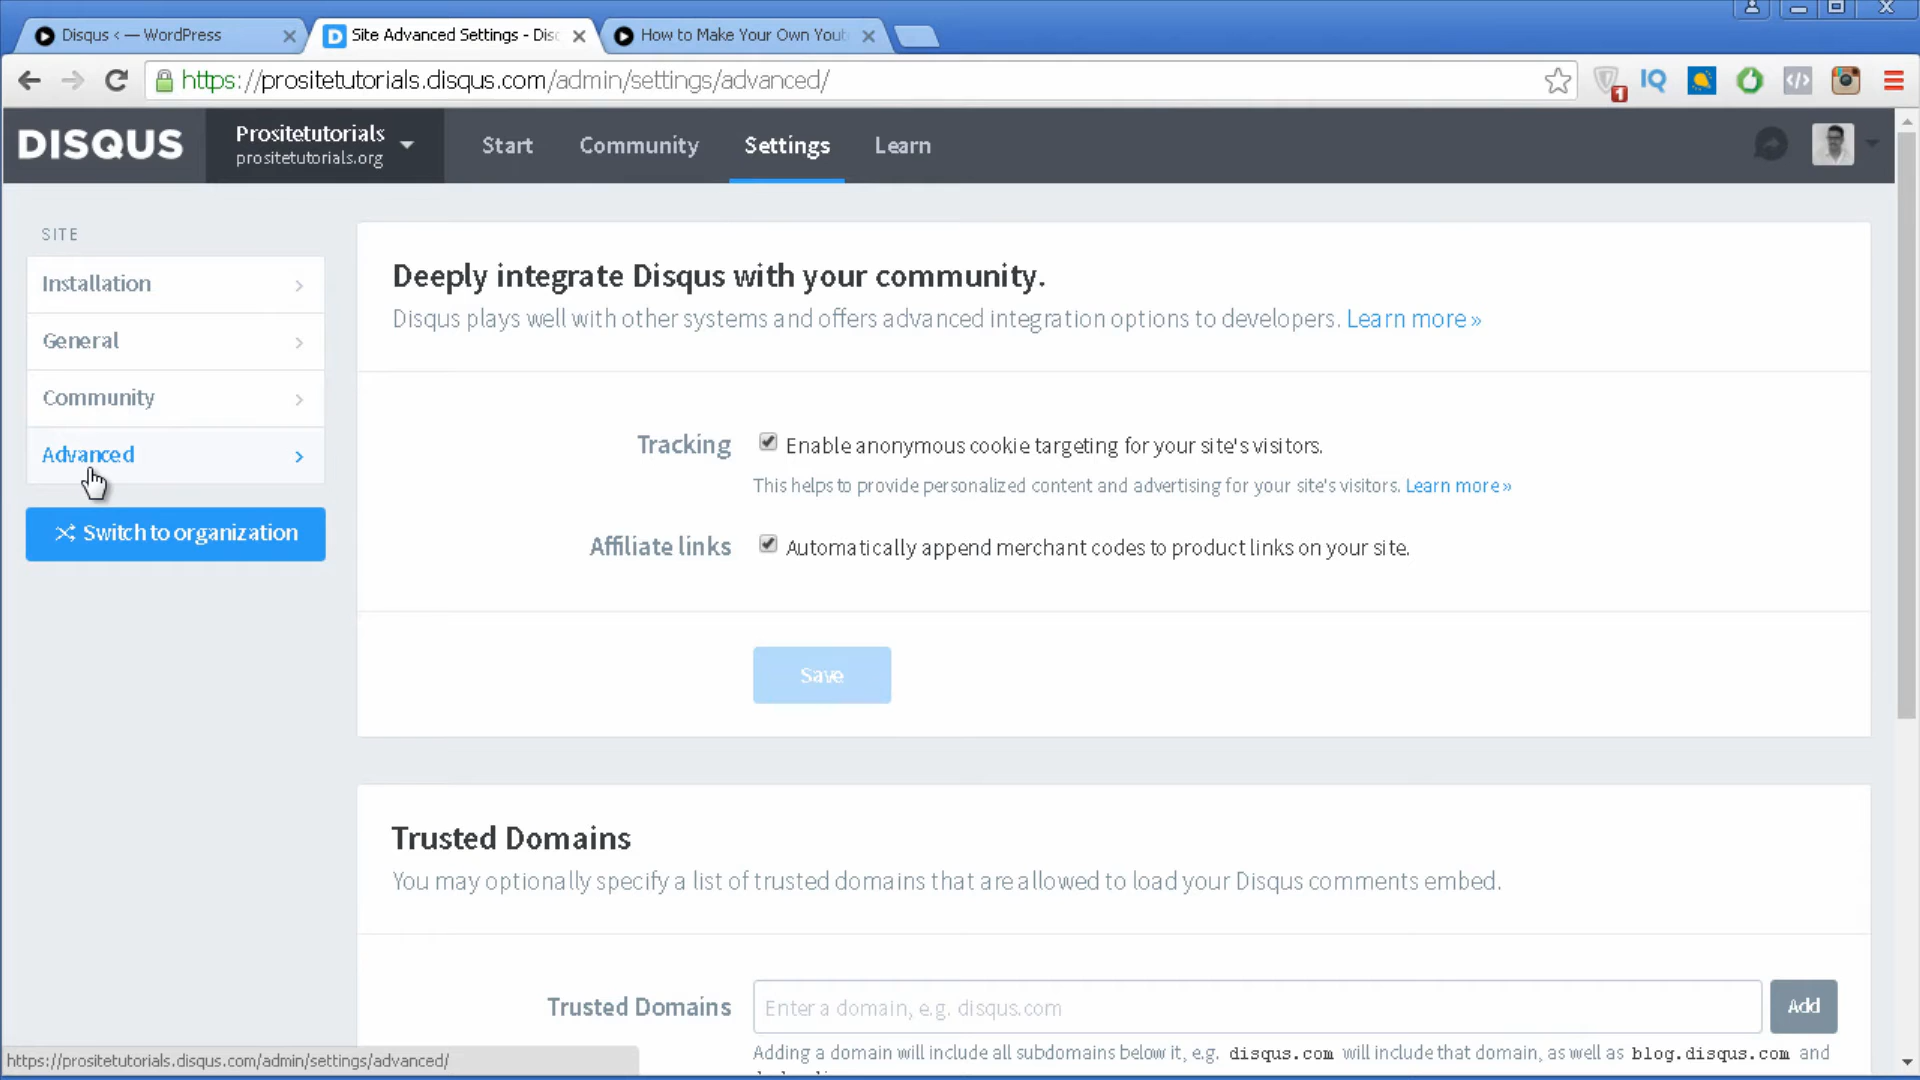 Disqus < — WordPress
Site Advanced Settings - Disc
How to Make Your Own Yout
https://prositetutorials.disqus.com/admin/settings/advanced/
1
IQ
DISQUS
Prositetutorials
prositetutorials.org
Start
Community
Settings
Learn
SITE
Installation
General
Community
Advanced
Switch to organization
Deeply integrate Disqus with your community.
Disqus plays well with other systems and offers advanced integration options to developers. Learn more »
Tracking
Enable anonymous cookie targeting for your site's visitors.
This helps to provide personalized content and advertising for your site's visitors. Learn more »
Affiliate links
Automatically append merchant codes to product links on your site.
Save
Trusted Domains
You may optionally specify a list of trusted domains that are allowed to load your Disqus comments embed.
Trusted Domains
Enter a domain, e.g. disqus.com
Add
Adding a domain will include all subdomains below it, e.g. disqus.com will include that domain, as well as blog.disqus.com and
https://prositetutorials.disqus.com/admin/settings/advanced/